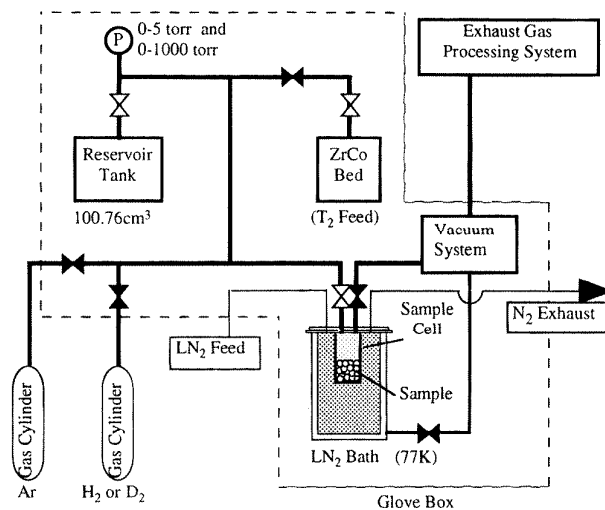 P
0-5 torr and
0-1000 torr
Exhaust Gas
Processing System
Reservoir
Tank
100.76cm³
ZrCo
Bed
(T₂ Feed)
Vacuum
System
LN₂ Feed
Sample
Cell
N₂ Exhaust
Sample
Gas Cylinder
Gas Cylinder
LN₂ Bath
(77K)
Ar
H₂ or D₂
Glove Box